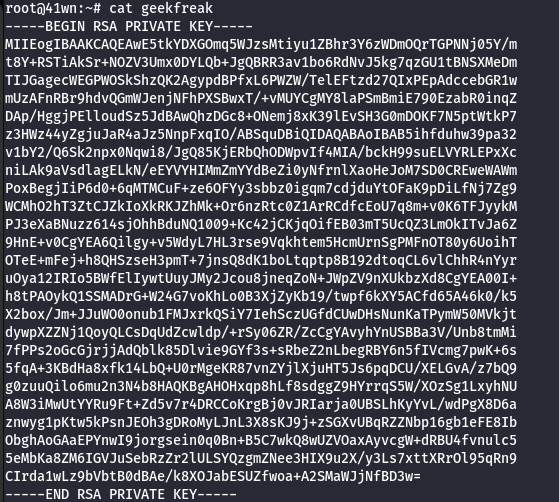 root@41wn:~# cat geekfreak
-----BEGIN RSA PRIVATE KEY-----
MIIEogIBAAKCAQEAwE5tkYDXGOmq5WJzsMtiyu1ZBhr3Y6zWDmOQrTGPNNj05Y/m
t8Y+RSTiAkSr+NOZV3Umx0DYLQb+JgQBRR3av1bo6RdNvJ5kg7qzGU1tBNSXMeDm
TIJGagecWEGPWOSkShzQK2AgypdBPfxL6PWZW/TelEFtzd27QIxPEpAdccebGR1w
mUzAFnRBr9hdvQGmWJenjNFhPXSBwxT/+vMUYCgMY8laPSmBmiE790EzabR0inqZ
DAp/HggjPElloudSz5JdBAwQhzDGc8+ONemj8xK39lEvSH3G0mDOKF7N5ptWtkP7
z3HWz44yZgjuJaR4aJz5NnpFxqIO/ABSquDBiQIDAQABAoIBAB5ihfduhw39pa32
v1bY2/Q6Sk2npx0Nqwi8/JgQ85KjERbQhODWpvIf4MIA/bckH99suELVYRLEPxXc
niLAk9aVsdlagELkN/eEYVYHIMmZmYYdBeZi0yNfrnlXaoHeJoM7SD0CREweWAWm
PoxBegjIiP6d0+6qMTMCuF+ze6OFYy3sbbz0igqm7cdjduYtOFaK9pDiLfNj7Zg9
WCMhO2hT3ZtCJZkIoXkRKJZhMk+Or6nzRtc0Z1ArRCdfcEoU7q8m+v0K6TFJyykM
PJ3eXaBNuzz614sjOhhBduNQ1009+Kc42jCKjqOifEB03mT5UcQZ3LmOkITvJa6Z
9HnE+v0CgYEA6Qilgy+v5WdyL7HL3rse9Vqkhtem5HcmUrnSgPMFnOT80y6UoihT
OTeE+mFej+h8QHSzseH3pmT+7jnsQ8dK1boLtqptp8B192dtoqCL6vlChhR4nYyr
uOya12IRIo5BWfElIywtUuyJMy2Jcou8jneqZoN+JWpZV9nXUkbzXd8CgYEA00I+
h8tPAOykQ1SSMADrG+W24G7voKhLo0B3XjZyKb19/twpf6kXY5ACfd65A46k0/k5
X2box/Jm+JJuWO0onub1FMJxrkQSiY7IehSczUGfdCUwDHsNunKaTPymW50MVkjt
dywpXZZNj1QoyQLCsDqUdZcwldp/+rSy06ZR/ZcCgYAvyhYnUSBBa3V/Unb8tmMi
7fPPs2oGcGjrjjAdQblk85Dlvie9GYf3s+sRbeZ2nLbegRBY6n5fIVcmg7pwK+6s
5fqA+3KBdHa8xfk14LbQ+U0rMgeKR87vnZYjlXjuHT5Js6pqDCU/XELGvA/z7bQ9
g0zuuQilo6mu2n3N4b8HAQKBgAHOHxqp8hLf8sdggZ9HYrrqS5W/XOzSg1LxyhNU
A8W3iMwUtYYRu9Ft+Zd5v7r4DRCCoKrgBj0vJRIarja0UBSLhKyYvL/wdPgX8D6a
znwyg1pKtw5kPsnJEOh3gDRoMyLJnL3X8sKJ9j+zSGXvUBqRZZNbp16gb1eFE8Ib
ObghAoGAaEPYnwI9jorgsein0q0Bn+B5C7wkQ8wUZVOaxAyvcgW+dRBU4fvnulc5
5eMbKa8ZM6IGVJuSebRzZr2lULSYQzgmZNee3HIX9u2X/y3Ls7xttXRrOl95qRn9
CIrda1wLz9bVbtB0dBAe/k8XOJabESUZfwoa+A2SMaWJjNfBD3w=
-----END RSA PRIVATE KEY-----